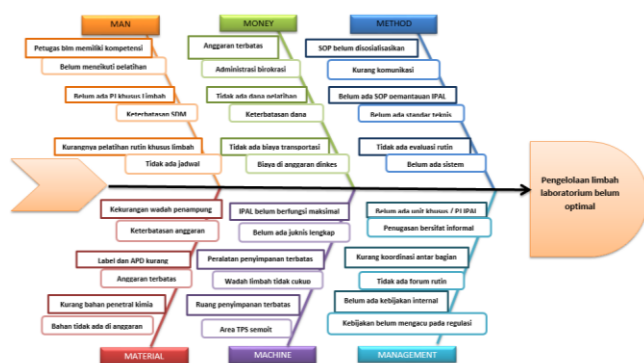 MAN
MONEY
METHOD
Petugas blm memiliki kompetensi
Belum mengikuti pelatihan
Belum ada PJ khusus Limbah
Keterbatasan SDM
Kurangnya pelatihan rutin khusus limbah
Tidak ada jadwal
Anggaran terbatas
Administrasi birokrasi
Tidak ada dana pelatihan
Keterbatasan dana
Tidak ada biaya transportasi
Biaya di anggaran dinkes
SOP belum disosialisasikan
Kurang komunikasi
Belum ada SOP pemantauan IPAL
Belum ada standar teknis
Tidak ada evaluasi rutin
Belum ada sistem
Pengelolaan limbah
laboratorium belum
optimal
Kekurangan wadah penampung
Keterbatasan anggaran
Label dan APD kurang
Anggaran terbatas
Kurang bahan penetral kimia
Bahan tidak ada di anggaran
IPAL belum berfungsi maksimal
Belum ada juknis lengkap
Peralatan penyimpanan terbatas
Wadah limbah tidak cukup
Ruang penyimpanan terbatas
Area TPS sempit
Belum ada unit khusus / PJ IPAL
Penugasan bersifat informal
Kurang koordinasi antar bagian
Tidak ada forum rutin
Belum ada kebijakan internal
Kebijakan belum mengacu pada regulasi
MATERIAL
MACHINE
MANAGEMENT